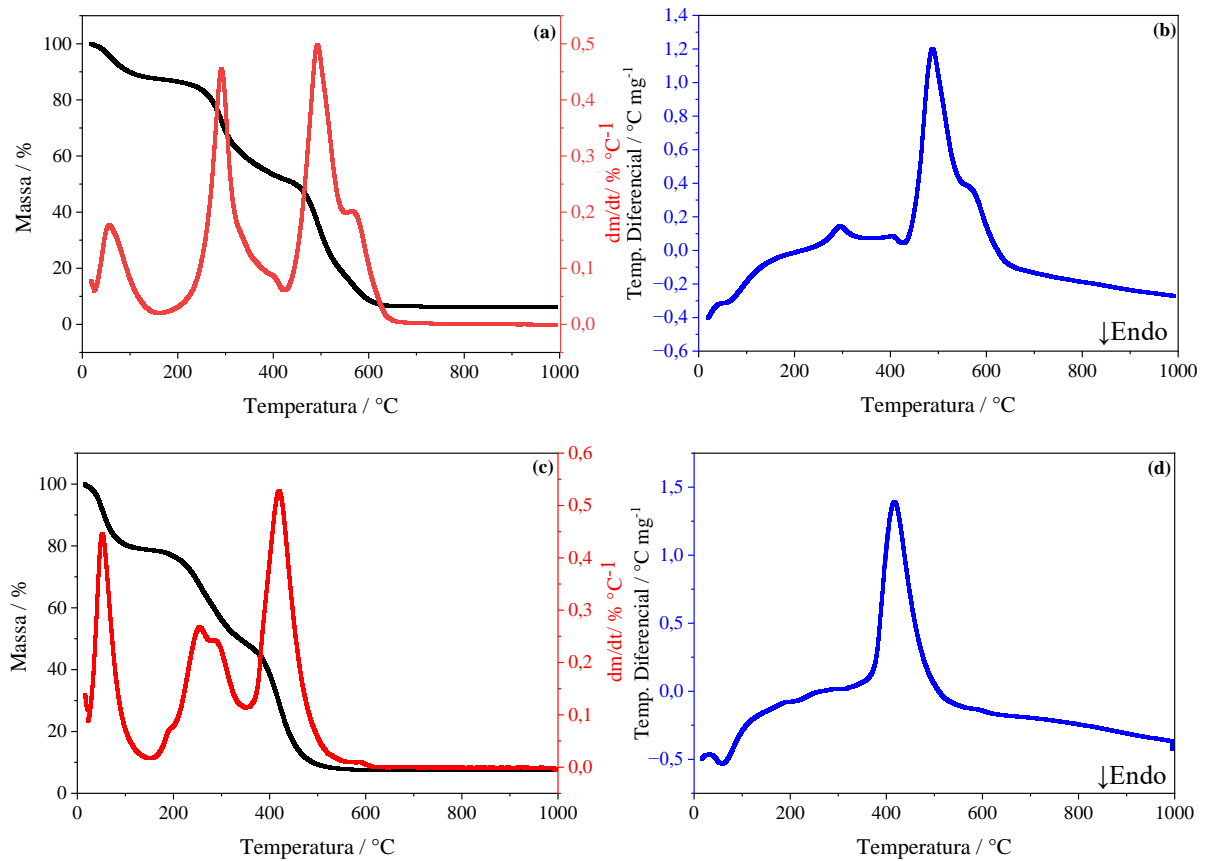 (a)
100
80
60
40
20
0
0,5
0,4
0,3
0,2
0,1
0,0
Massa / %
dm/dt/ % °C-1
0 200 400 600 800 1000
Temperatura / °C
(b)
1,4
1,2
1,0
0,8
0,6
0,4
0,2
0,0
−0,2
−0,4
−0,6
Temp. Diferencial / °C mg-1
↓Endo
0 200 400 600 800 1000
Temperatura / °C
(c)
100
80
60
40
20
0
0,6
0,5
0,4
0,3
0,2
0,1
0,0
Massa / %
dm/dt/ % °C-1
0 200 400 600 800 1000
Temperatura / °C
(d)
1,5
1,0
0,5
0,0
−0,5
Temp. Diferencial / °C mg-1
↓Endo
0 200 400 600 800 1000
Temperatura / °C